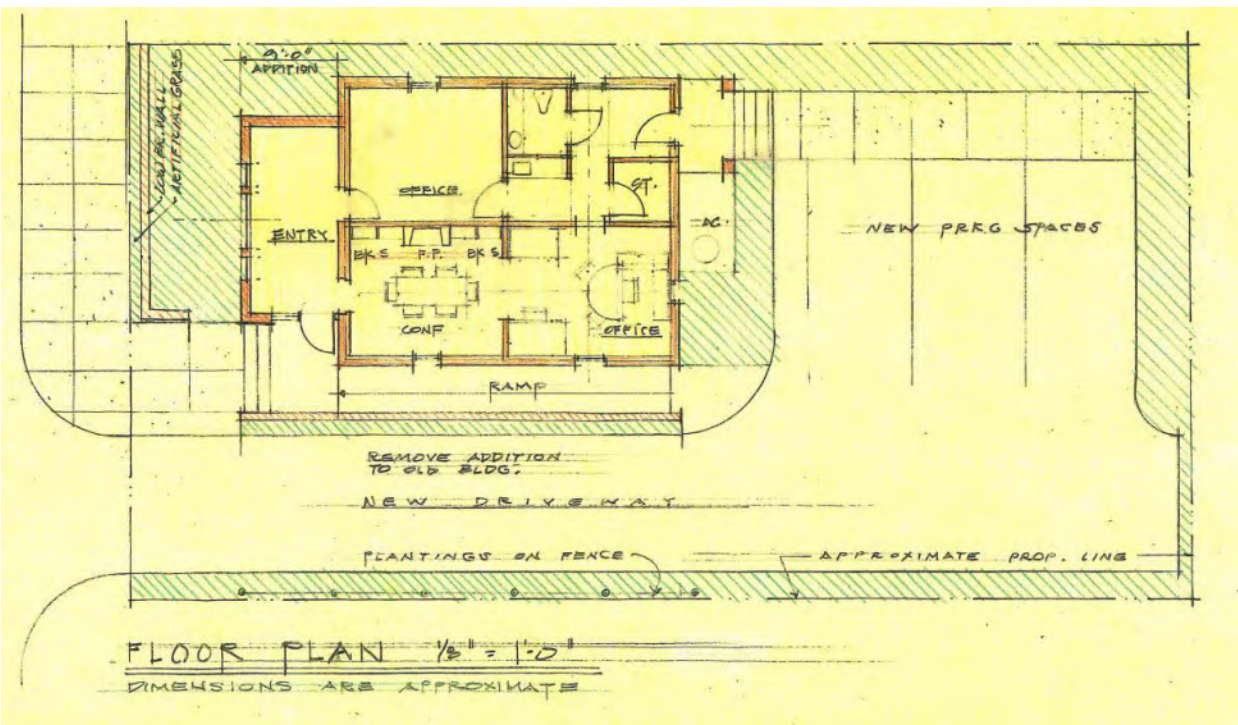 9'-0"
ADDITION
LOW BR. WALL
ARTIFICIAL GRASS
OFFICE
ST.
ENTRY
BKS F.P. BKS
AC.
NEW PRKG SPACES
CONF
OFFICE
RAMP
REMOVE ADDITION
TO OLD BLDG.
NEW DRIVEWAY
PLANTINGS ON FENCE
APPROXIMATE PROP. LINE
FLOOR PLAN 1/8" = 1'-0"
DIMENSIONS ARE APPROXIMATE